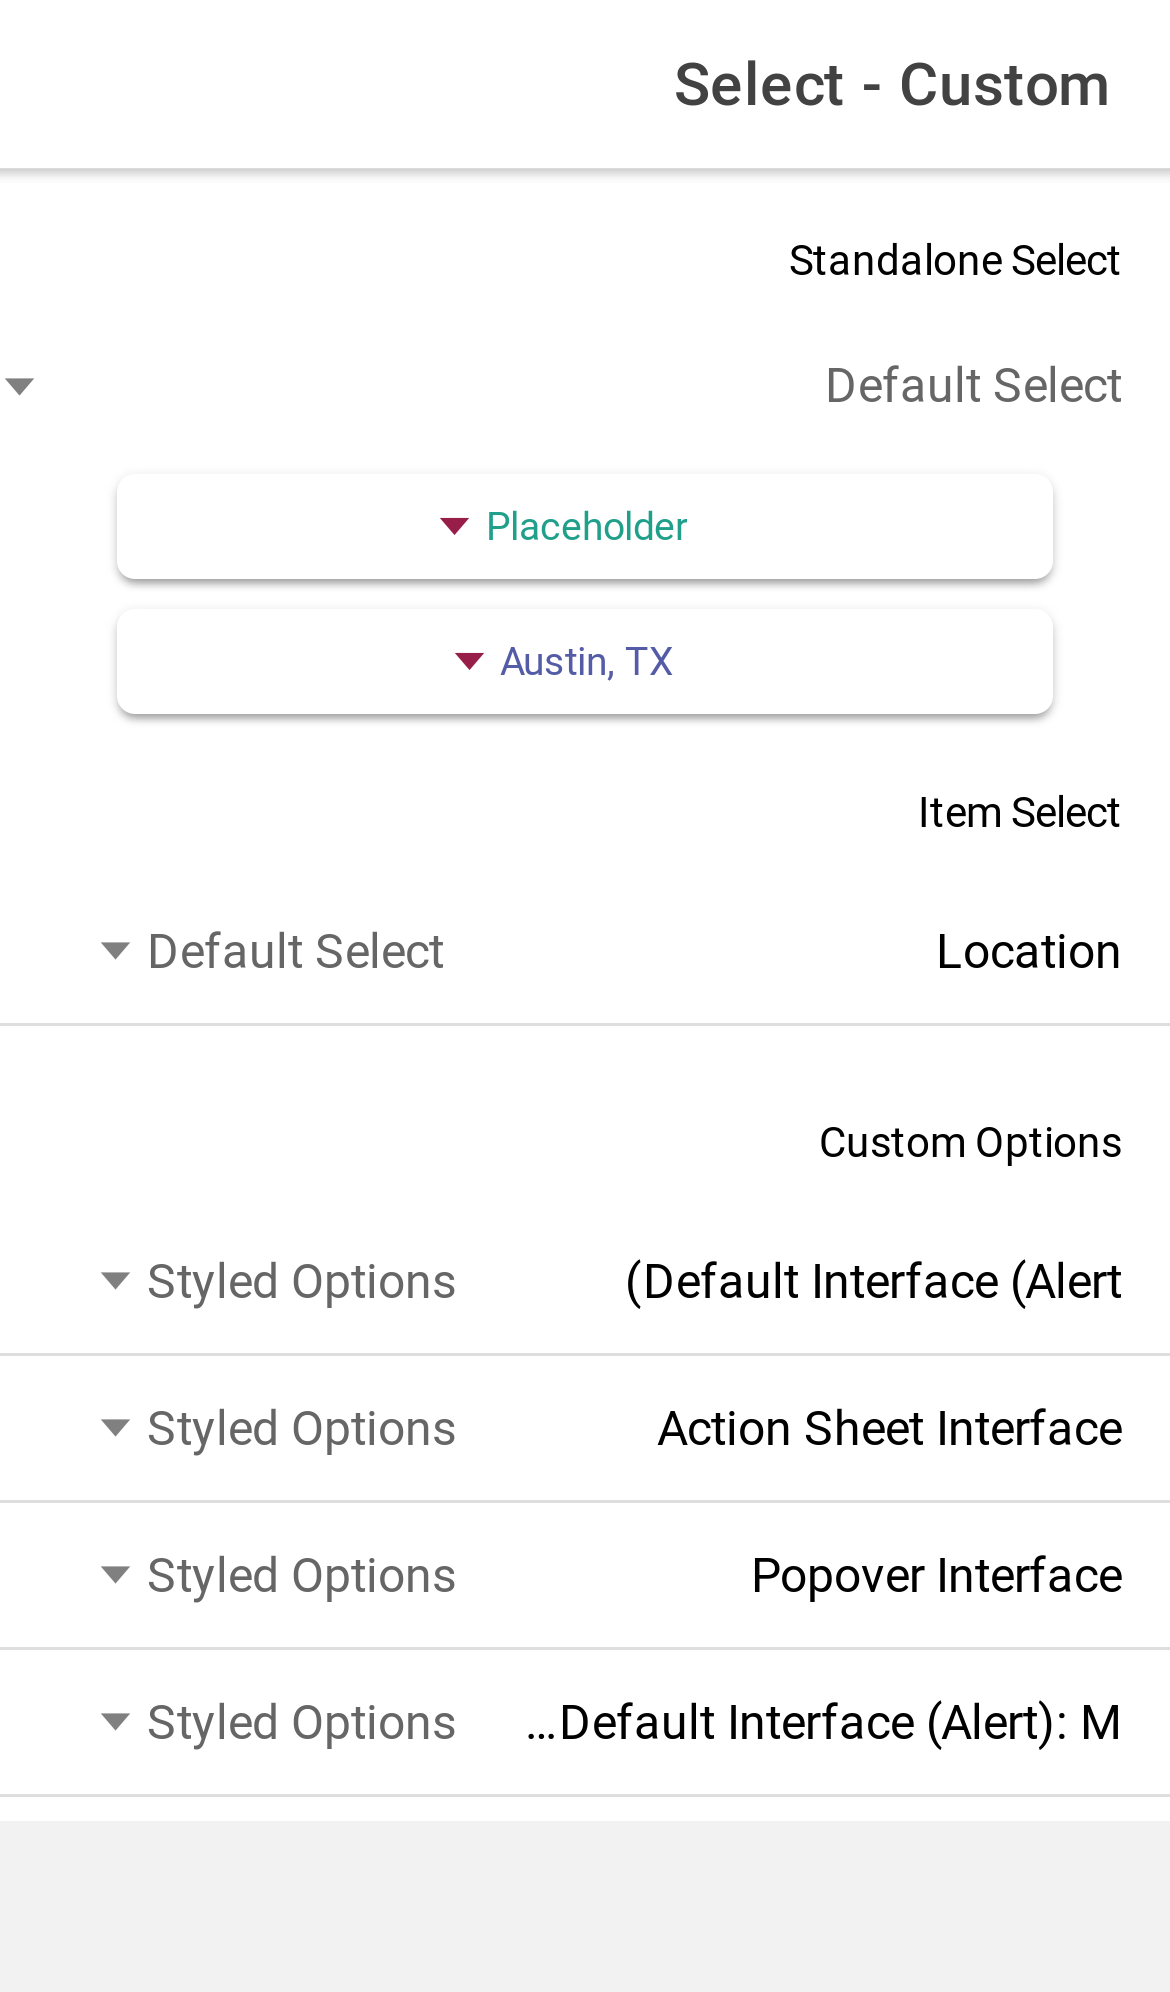 Select - Custom
Standalone Select
Default Select
Placeholder
Austin, TX
Item Select
Location
Default Select
Custom Options
(Default Interface (Alert
Styled Options
Action Sheet Interface
Styled Options
Popover Interface
Styled Options
...Default Interface (Alert): M
Styled Options